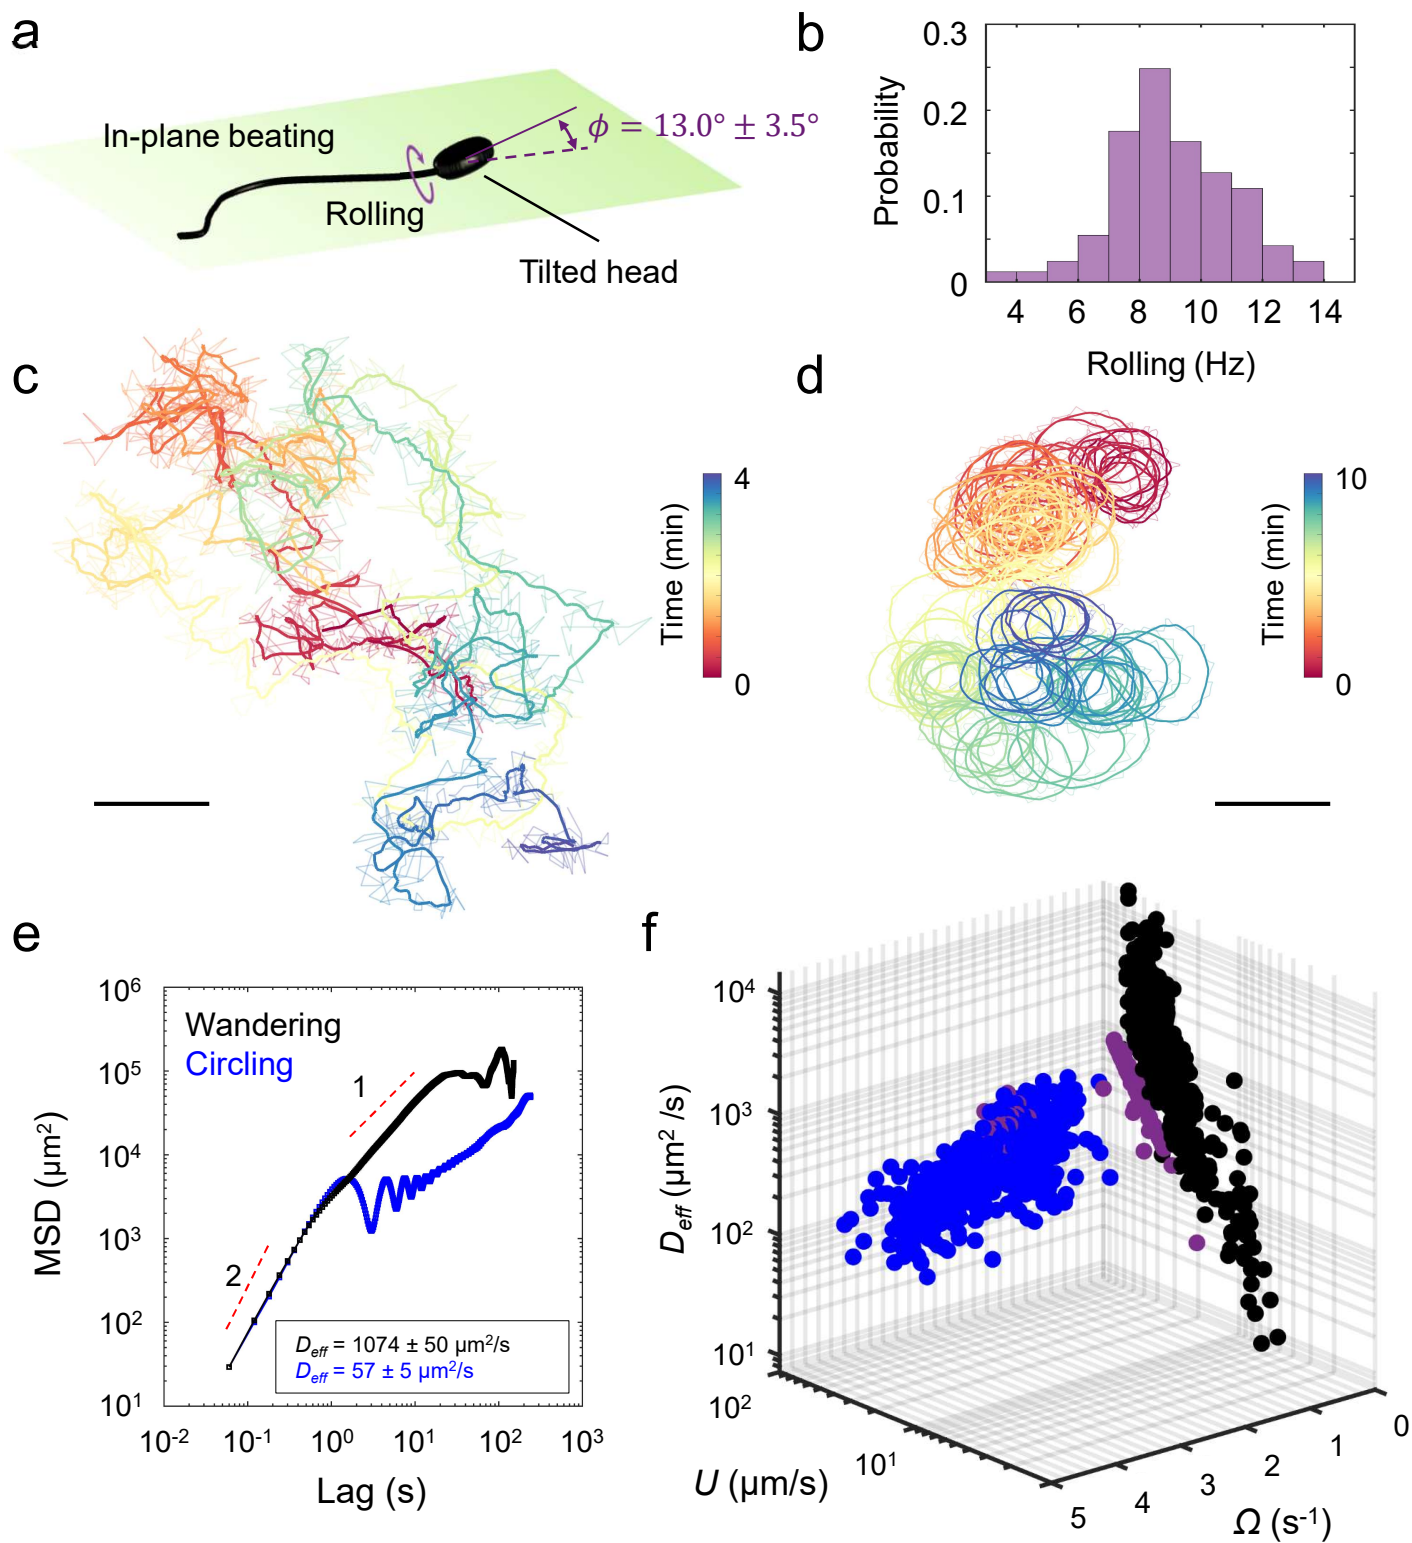 a
In-plane beating
ϕ = 13.0° ± 3.5°
Rolling
Tilted head
b
Probability
0.3
0.2
0.1
0
4 6 8 10 12 14
Rolling (Hz)
c
Time (min)
4
0
d
Time (min)
10
0
e
MSD (µm²)
10⁶
10⁵
10⁴
10³
10²
10¹
Wandering
Circling
1
2
D_eff = 1074 ± 50 µm²/s
D_eff = 57 ± 5 µm²/s
10⁻² 10⁻¹ 10⁰ 10¹ 10² 10³
Lag (s)
f
D_eff (µm² /s)
10⁴
10³
10²
10¹
10²
10¹
U (µm/s)
5 4 3 2 1 0
Ω (s⁻¹)